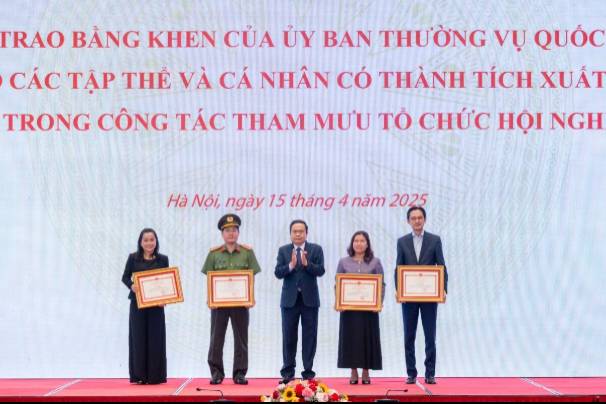 TRAO BẰNG KHEN CỦA ỦY BAN THƯỜNG VỤ QUỐC
CÁC TẬP THỂ VÀ CÁ NHÂN CÓ THÀNH TÍCH XUẤT
TRONG CÔNG TÁC THAM MƯU TỔ CHỨC HỘI NGH
Hà Nội, ngày 15 tháng 4 năm 2025